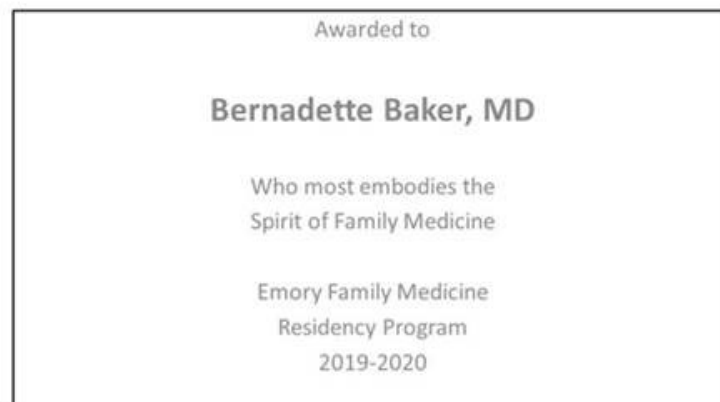 Awarded to
Bernadette Baker, MD
Who most embodies the
Spirit of Family Medicine
Emory Family Medicine
Residency Program
2019-2020